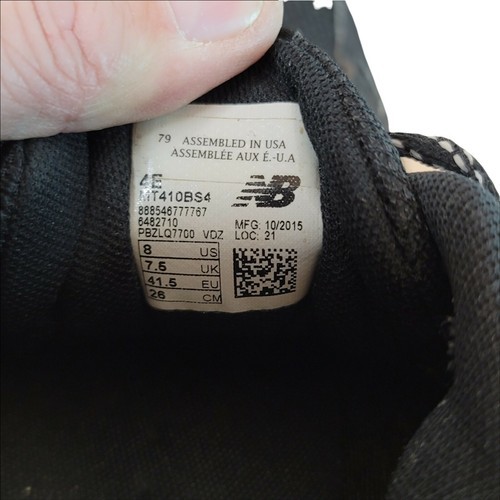 79 ASSEMBLED IN USA
ASSEMBLÉE AUX É.-U.A
4E
MT410BS4
888546777767
6482710
PBZLQ7700 VDZ
NB
MFG: 10/2015
LOC: 21
8 US
7.5 UK
41.5 EU
26 CM